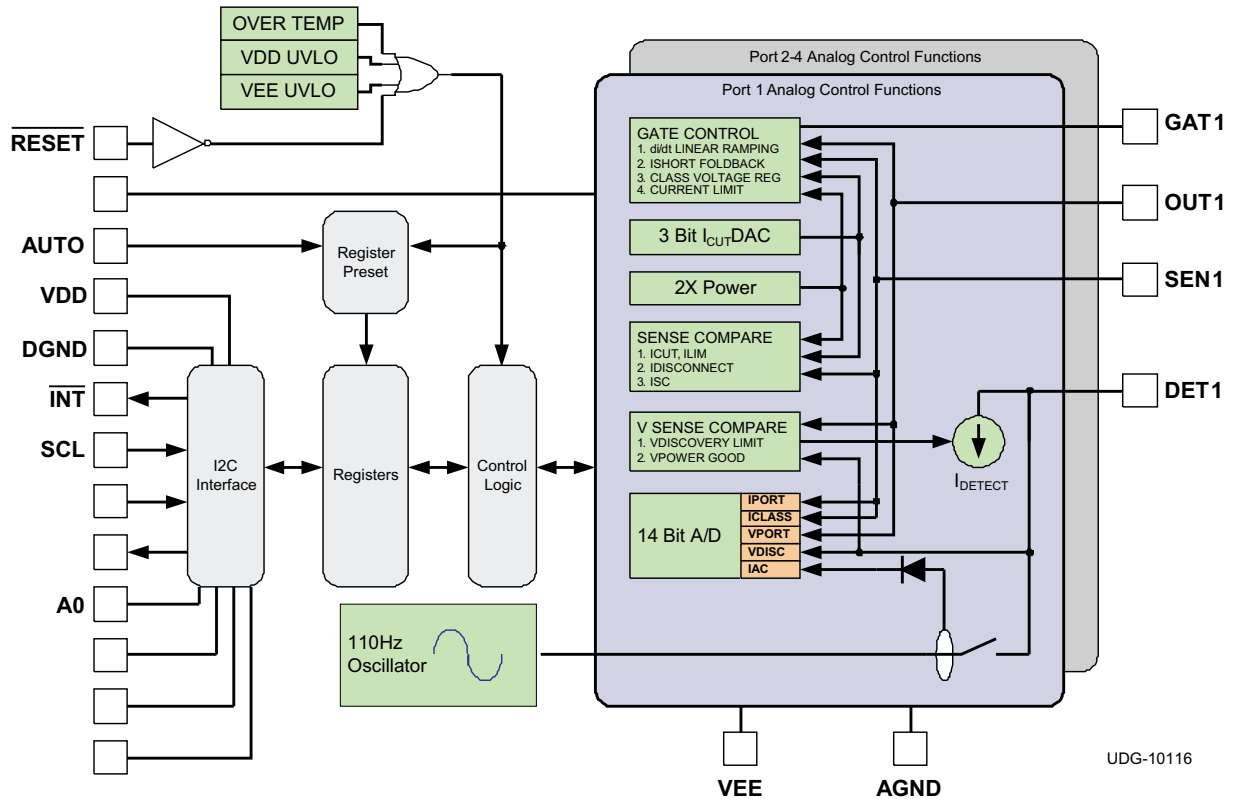 OVER TEMP
VDD UVLO
VEE UVLO
RESET
AUTO
VDD
DGND
INT
SCL
A0
Register
Preset
I2C
Interface
Registers
Control
Logic
110Hz
Oscillator
Port 2-4 Analog Control Functions
Port 1 Analog Control Functions
GATE CONTROL
1. di/dt LINEAR RAMPING
2. ISHORT FOLDBACK
3. CLASS VOLTAGE REG
4. CURRENT LIMIT
3 Bit ICUTDAC
2X Power
SENSE COMPARE
1. ICUT, ILIM
2. IDISCONNECT
3. ISC
V SENSE COMPARE
1. VDISCOVERY LIMIT
2. VPOWER GOOD
IDETECT
14 Bit A/D
IPORT
ICLASS
VPORT
VDISC
IAC
GAT1
OUT1
SEN1
DET1
VEE
AGND
UDG-10116